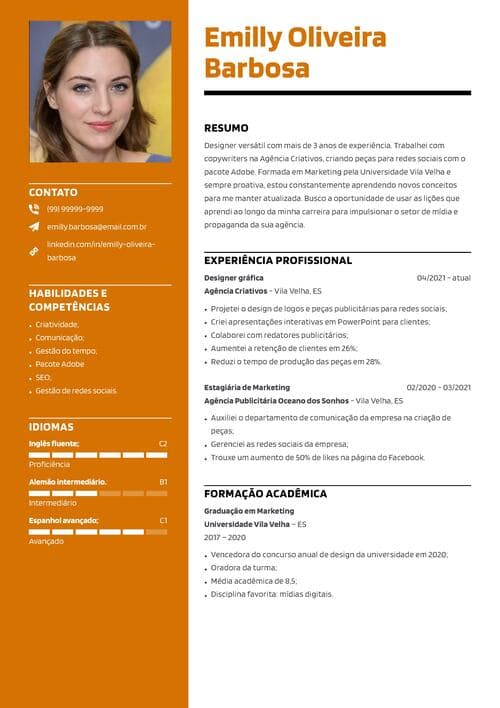 Emilly Oliveira
Barbosa
CONTATO
(99) 99999-9999
emilly.barbosa@email.com.br
linkedin.com/in/emilly-oliveira-
barbosa
HABILIDADES E
COMPETÊNCIAS
• Criatividade;
• Comunicação;
• Gestão do tempo;
• Pacote Adobe
• SEO;
• Gestão de redes sociais.
IDIOMAS
Inglês fluente; C2
Proficiência
Alemão intermediário. B1
Intermediário
Espanhol avançado; C1
Avançado
RESUMO
Designer versátil com mais de 3 anos de experiência. Trabalhei com
copywriters na Agência Criativos, criando peças para redes sociais com o
pacote Adobe. Formada em Marketing pela Universidade Vila Velha e
sempre proativa, estou constantemente aprendendo novos conceitos
para me manter atualizada. Busco a oportunidade de usar as lições que
aprendi ao longo da minha carreira para impulsionar o setor de mídia e
propaganda da sua agência.
EXPERIÊNCIA PROFISSIONAL
Designer gráfica 04/2021 - atual
Agência Criativos - Vila Velha, ES
• Projetei o design de logos e peças publicitárias para redes sociais;
• Criei apresentações interativas em PowerPoint para clientes;
• Colaborei com redatores publicitários;
• Aumentei a retenção de clientes em 26%;
• Reduzi o tempo de produção das peças em 28%.
Estagiária de Marketing 02/2020 - 03/2021
Agência Publicitária Oceano dos Sonhos - Vila Velha, ES
• Auxiliei o departamento de comunicação da empresa na criação de
peças;
• Gerenciei as redes sociais da empresa;
• Trouxe um aumento de 50% de likes na página do Facebook.
FORMAÇÃO ACADÊMICA
Graduação em Marketing
Universidade Vila Velha – ES
2017 – 2020
• Vencedora do concurso anual de design da universidade em 2020;
• Oradora da turma;
• Média acadêmica de 8,5;
• Disciplina favorita: mídias digitais.